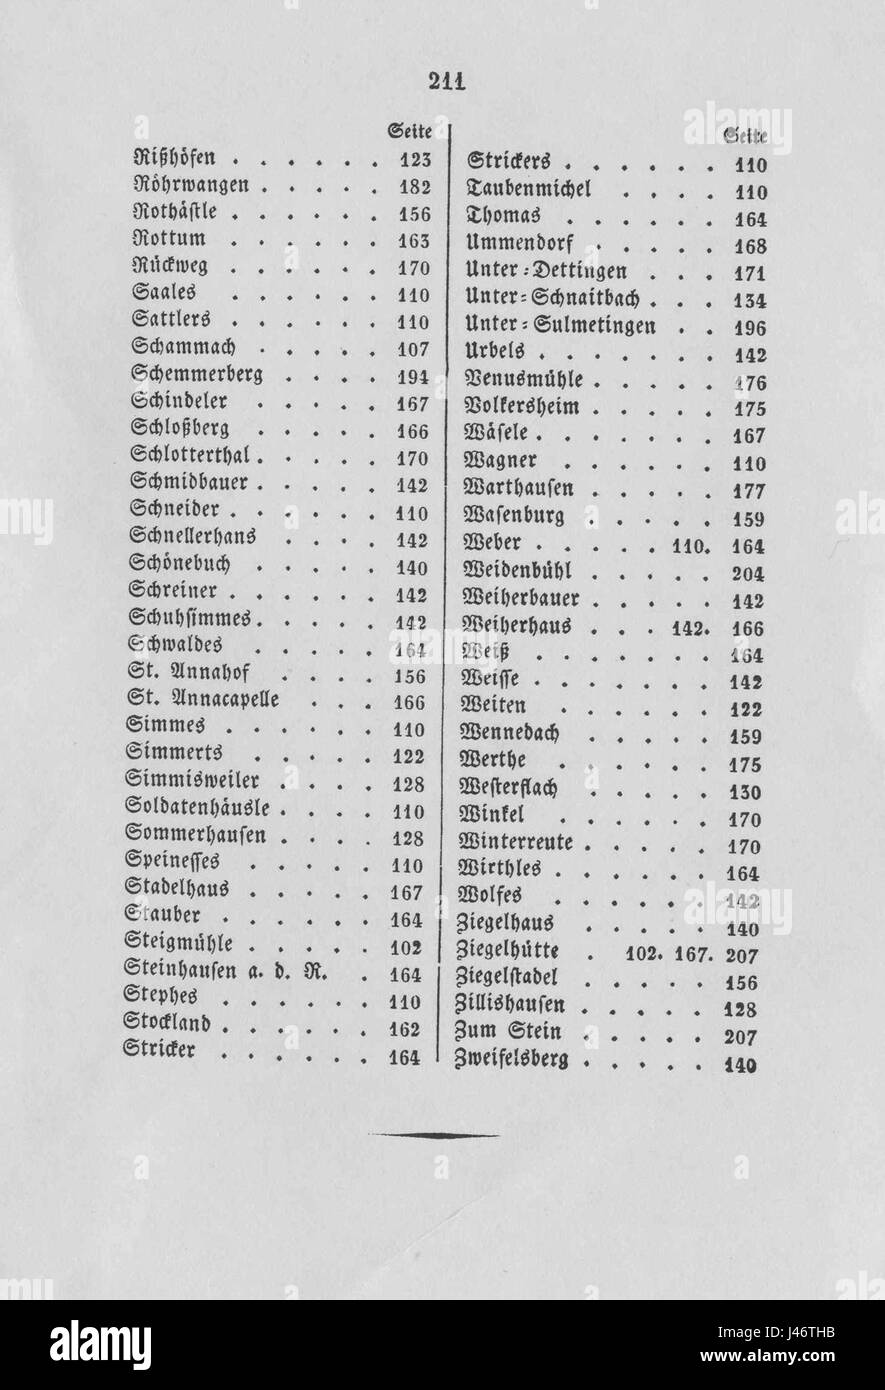 211
Seite
Rißhöfen . . . . . . 123
Röhrwangen . . . . . 182
Rothästle . . . . . . 156
Rottum . . . . . . 163
Rückweg . . . . . . 170
Saales . . . . . . 110
Sattlers . . . . . . 110
Schammach . . . . . 107
Schemmerberg . . . . 194
Schindeler . . . . . 167
Schloßberg . . . . . 166
Schlotterthal . . . . . 170
Schmidbauer . . . . . 142
Schneider . . . . . . 110
Schnellerhans . . . . 142
Schönebuch . . . . . 140
Schreiner . . . . . . 142
Schuhsimmes . . . . . 142
Schwaldes . . . . . 164
St. Annahof . . . . 156
St. Annacapelle . . . 166
Simmes . . . . . . 110
Simmerts . . . . . 122
Simmisweiler . . . . 128
Soldatenhäusle . . . . 110
Sommerhausen . . . . 128
Speinesses . . . . . 110
Stadelhaus . . . . . 167
Stauber . . . . . . 164
Steigmühle . . . . . 102
Steinhausen a. d. R. . 164
Stephes . . . . . . 110
Stockland . . . . . . 162
Stricker . . . . . . 164
Seite
Strickers . . . . . . 110
Taubenmichel . . . . 110
Thomas . . . . . . 164
Ummendorf . . . . . 168
Unter-Dettingen . . . 171
Unter-Schnaitbach . . . 134
Unter-Sulmetingen . . 196
Urbels . . . . . . . 142
Venusmühle . . . . . 176
Volkersheim . . . . . 175
Wäsele . . . . . . . 167
Wagner . . . . . . 110
Warthausen . . . . . 177
Wasenburg . . . . . 159
Weber . . . . . 110. 164
Weidenbühl . . . . . 204
Weiherbauer . . . . . 142
Weiherhaus . . . 142. 166
Weiß . . . . . . . 164
Weisse . . . . . . . 142
Weiten . . . . . . 122
Wennedach . . . . . 159
Werthe . . . . . . 175
Westerflach . . . . . 130
Winkel . . . . . . 170
Winterreute . . . . . 170
Wirthles . . . . . . 164
Wolfes . . . . . . 142
Ziegelhaus . . . . . 140
Ziegelhütte . 102. 167. 207
Ziegelstadel . . . . . 156
Zillishausen . . . . . 128
Zum Stein . . . . . 207
Zweifelsberg . . . . . 140
alamy
Image ID: J46THB
www.alamy.com